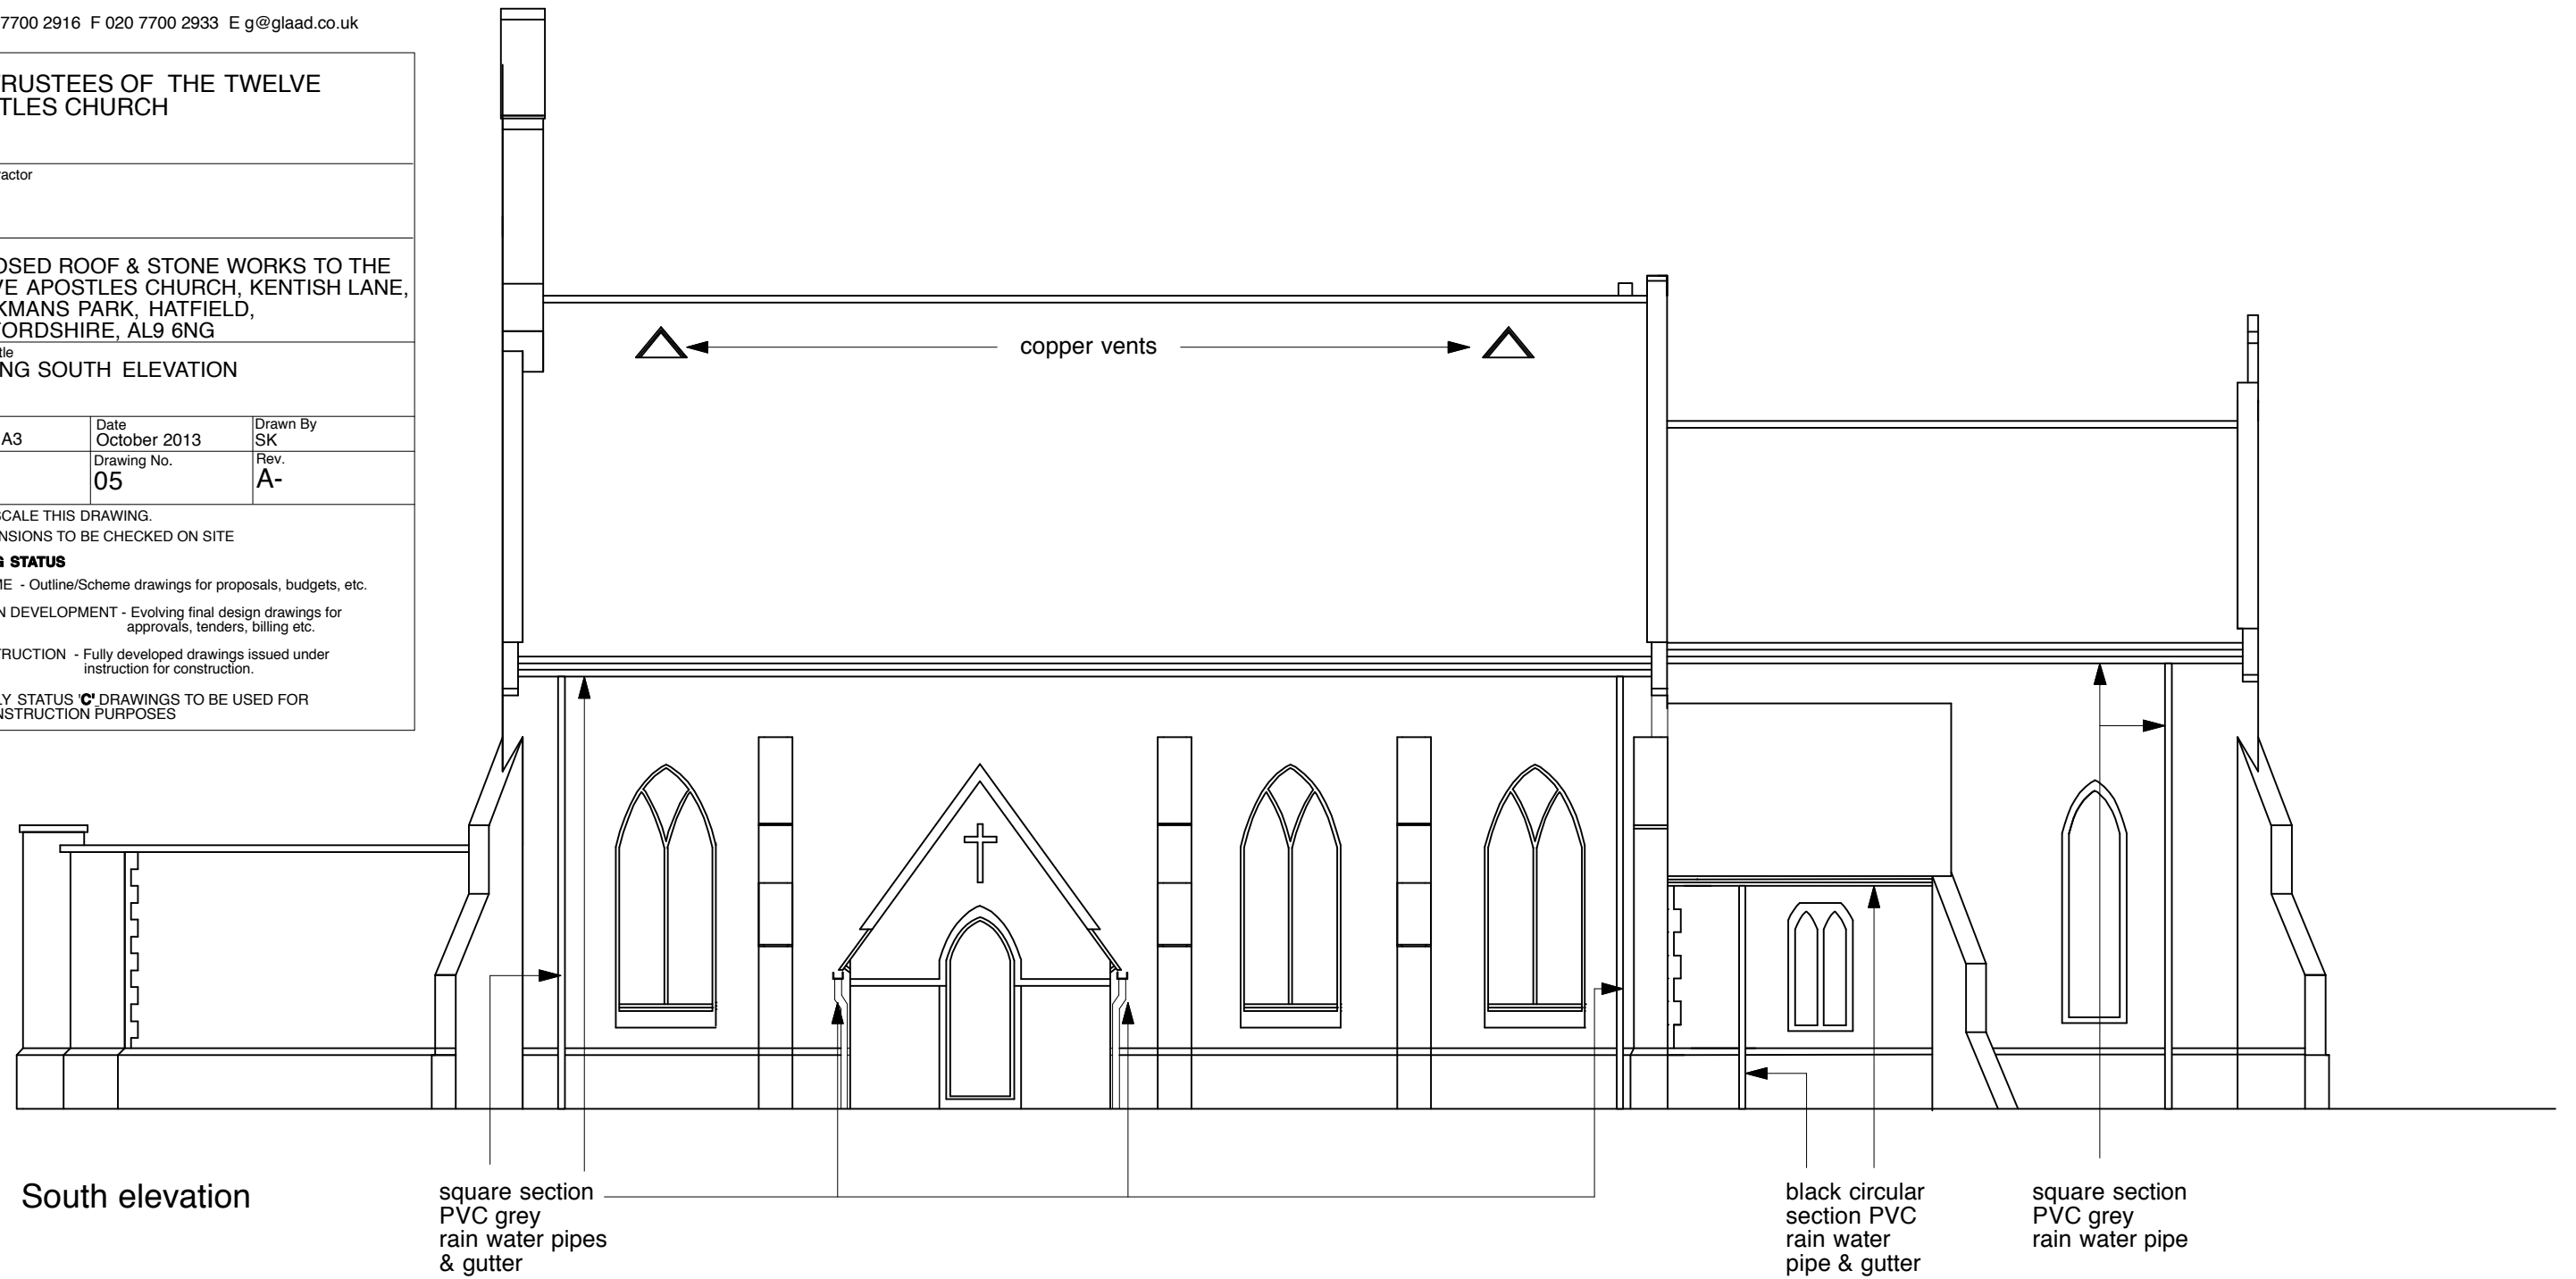 7700 2916 F 020 7700 2933 E g@glaad.co.uk
RUSTEES OF THE TWELVE
TLES CHURCH
ractor
OSED ROOF & STONE WORKS TO THE
VE APOSTLES CHURCH, KENTISH LANE,
KMANS PARK, HATFIELD,
FORDSHIRE, AL9 6NG
tle
NG SOUTH ELEVATION
A3
Date
October 2013
Drawn By
SK
Drawing No.
05
Rev.
A-
SCALE THIS DRAWING.
ENSIONS TO BE CHECKED ON SITE
G STATUS
ME - Outline/Scheme drawings for proposals, budgets, etc.
N DEVELOPMENT - Evolving final design drawings for
approvals, tenders, billing etc.
TRUCTION - Fully developed drawings issued under
instruction for construction.
LY STATUS 'C' DRAWINGS TO BE USED FOR
NSTRUCTION PURPOSES
copper vents
South elevation
square section
PVC grey
rain water pipes
& gutter
black circular
section PVC
rain water
pipe & gutter
square section
PVC grey
rain water pipe